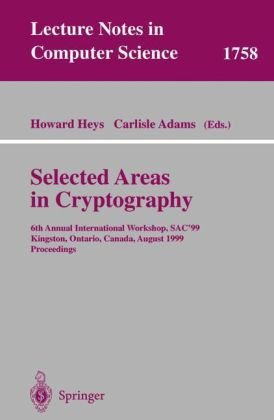 Lecture Notes in
Computer Science 1758
Howard Heys Carlisle Adams (Eds.)
Selected Areas
in Cryptography
6th Annual International Workshop, SAC'99
Kingston, Ontario, Canada, August 1999
Proceedings
Springer